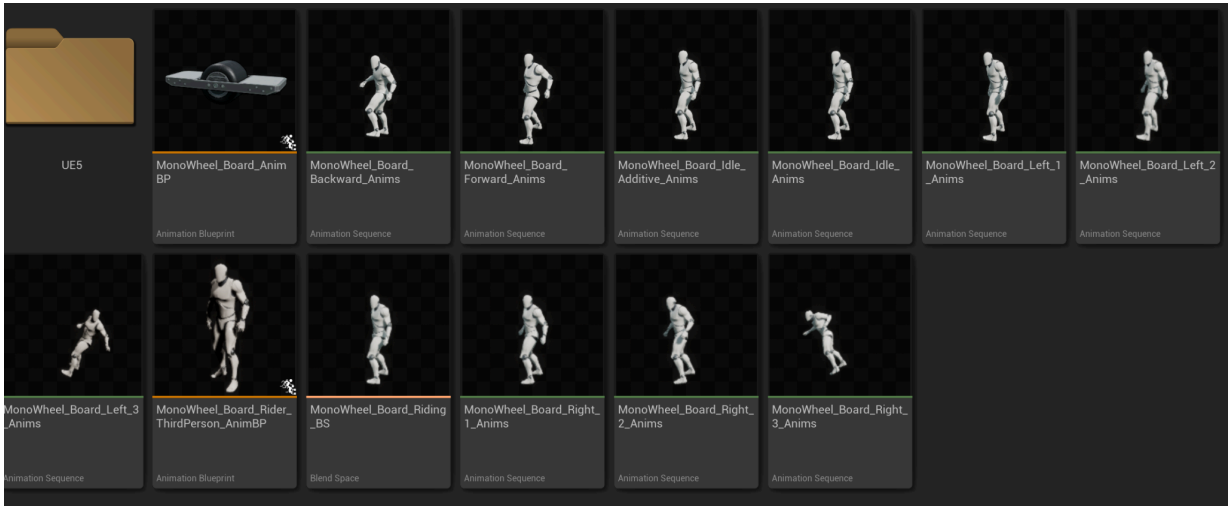 UE5
MonoWheel_Board_Anim
BP
Animation Blueprint
MonoWheel_Board_
Backward_Anims
Animation Sequence
MonoWheel_Board_
Forward_Anims
Animation Sequence
MonoWheel_Board_Idle_
Additive_Anims
Animation Sequence
MonoWheel_Board_Idle_
Anims
Animation Sequence
MonoWheel_Board_Left_1
_Anims
Animation Sequence
MonoWheel_Board_Left_2
_Anims
Animation Sequence
MonoWheel_Board_Left_3
_Anims
Animation Sequence
MonoWheel_Board_Rider_
ThirdPerson_AnimBP
Animation Blueprint
MonoWheel_Board_Riding
_BS
Blend Space
MonoWheel_Board_Right_
1_Anims
Animation Sequence
MonoWheel_Board_Right_
2_Anims
Animation Sequence
MonoWheel_Board_Right_
3_Anims
Animation Sequence